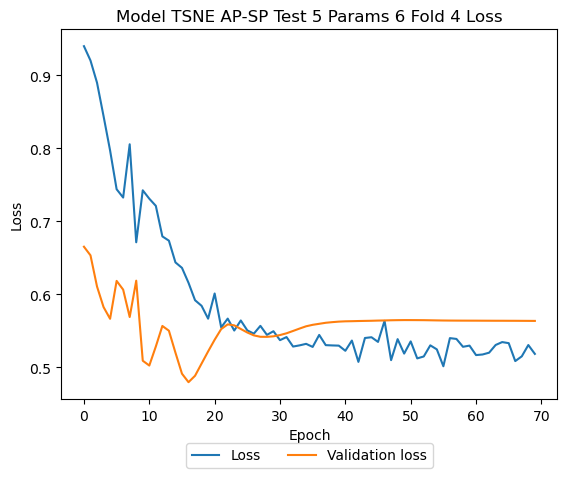 Model TSNE AP-SP Test 5 Params 6 Fold 4 Loss
0.9
0.8
0.7
0.6
0.5
Loss
0 10 20 30 40 50 60 70
Epoch
Loss Validation loss